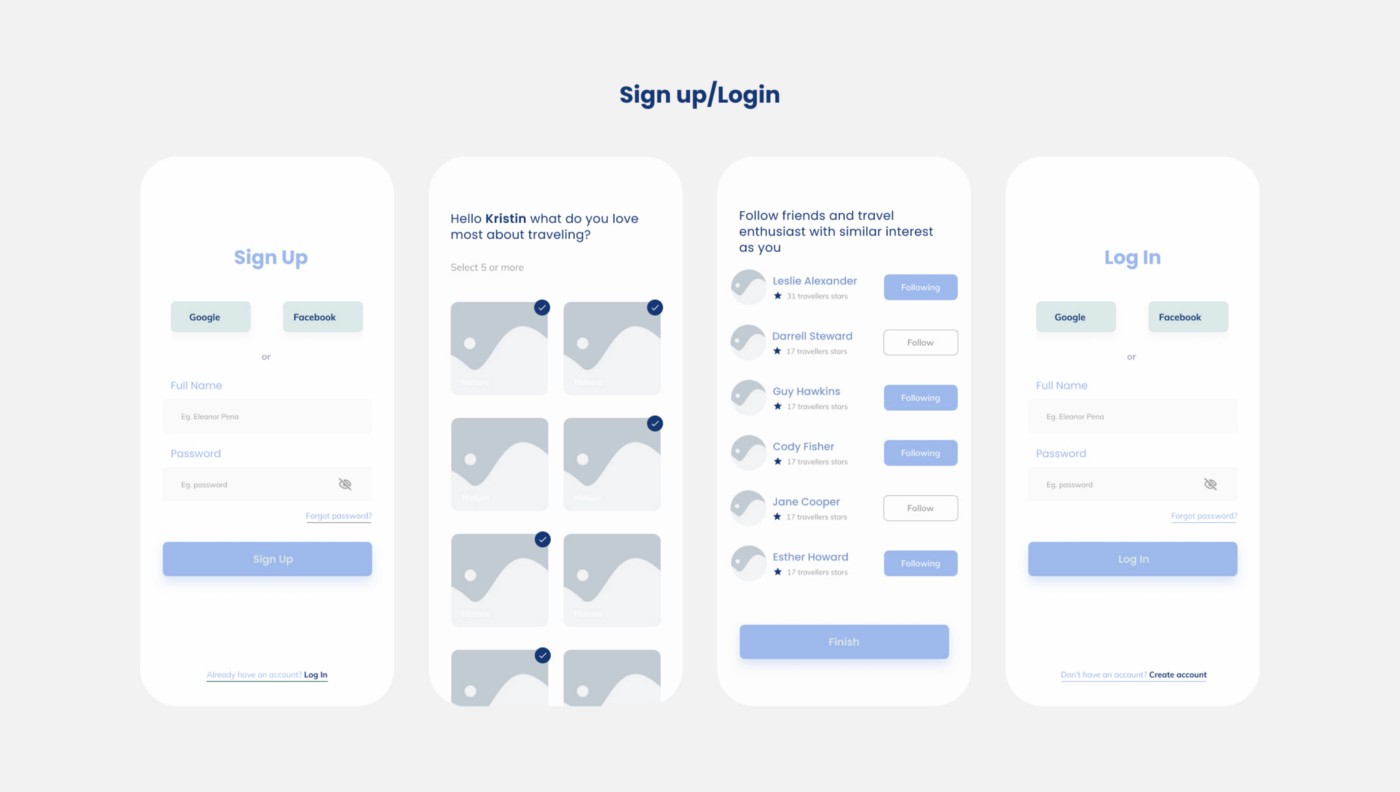 Sign up/Login
Sign Up
Google
Facebook
or
Full Name
Eg. Eleanor Pena
Password
Eg. password
Forgot password?
Sign Up
Already have an account? Log In
Hello Kristin what do you love
most about traveling?
Select 5 or more
Follow friends and travel
enthusiast with similar interest
as you
Leslie Alexander
31 travellers stars
Following
Darrell Steward
17 travellers stars
Follow
Guy Hawkins
17 travellers stars
Following
Cody Fisher
17 travellers stars
Following
Jane Cooper
17 travellers stars
Follow
Esther Howard
17 travellers stars
Following
Finish
Log In
Google
Facebook
or
Full Name
Eg. Eleanor Pena
Password
Eg. password
Forgot password?
Log In
Don't have an account? Create account